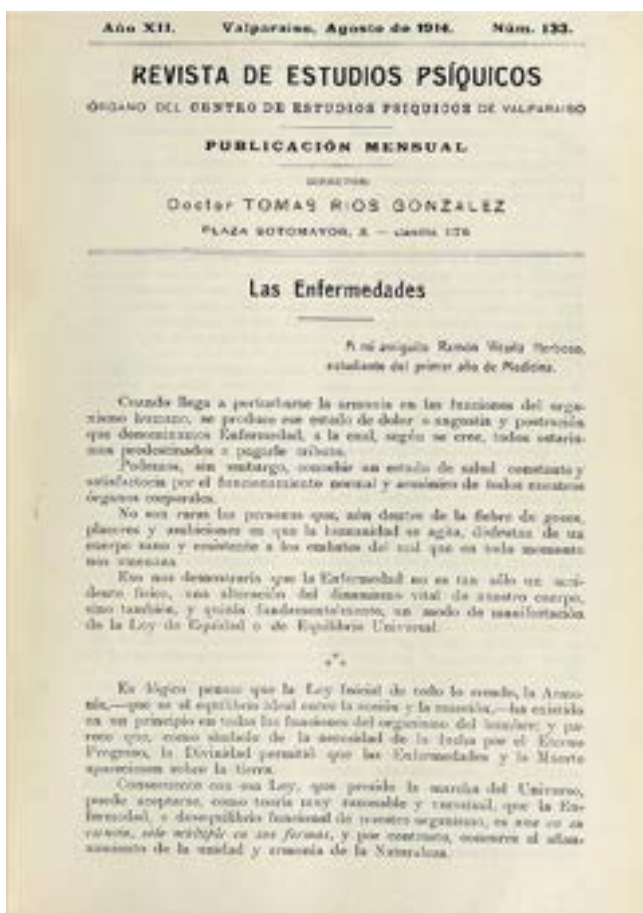 Año XII. Valparaiso, Agosto de 1914. Núm. 133.
REVISTA DE ESTUDIOS PSÍQUICOS
ÓRGANO DEL CENTRO DE ESTUDIOS PSIQUICOS DE VALPARAISO
PUBLICACIÓN MENSUAL
DIRECTOR:
Doctor TOMAS RIOS GONZALEZ
PLAZA SOTOMAYOR, — casilla
Las Enfermedades
A mi amiguito Ramón
estudiante del primer año de Medicina.
Cuando llega a perturbarse la armonía en las funciones del orga-
nismo humano, se produce ese estado de dolor o angustia y postración
que denominamos Enfermedad, a la cual, según se cree, todos estaría-
mos predestinados a pagarle tributo.
Podemos, sin embargo, concebir un estado de salud constante y
satisfactoria por el funcionamiento normal y armónico de todos nuestros
órganos corporales.
No son raras las personas que, aún dentro de la fiebre de goces,
placeres y ambiciones en que la humanidad se agita, disfrutan de un
cuerpo sano y resistente a los embates del mal que en todo momento
nos amenaza.
Eso nos demostraría que la Enfermedad no es tan sólo un acci-
dente físico, una alteración del dinamismo vital de nuestro cuerpo,
sino también, y quizás fundamentalmente, un modo de manifestación
de la Ley de Equidad o de Equilibrio Universal.
***
Es lógico pensar que la Ley Inicial de todo lo creado, la Armo-
nía,—que es el equilibrio ideal entre la acción y la reacción,—ha existido
en un principio en todas las funciones del organismo del hombre; y pa-
rece que, como símbolo de la necesidad de la lucha por el Eterno
Progreso, la Divinidad permitió que las Enfermedades y la Muerte
apareciesen sobre la tierra.
Consecuente con esa Ley, que preside la marcha del Universo,
puede aceptarse, como teoría muy razonable y verosímil, que la En-
fermedad, o desequilibrio funcional de nuestro organismo, es una en su
esencia, sólo múltiple en sus formas, y por contraste, concurre al afian-
zamiento de la unidad y armonía de la Naturaleza.